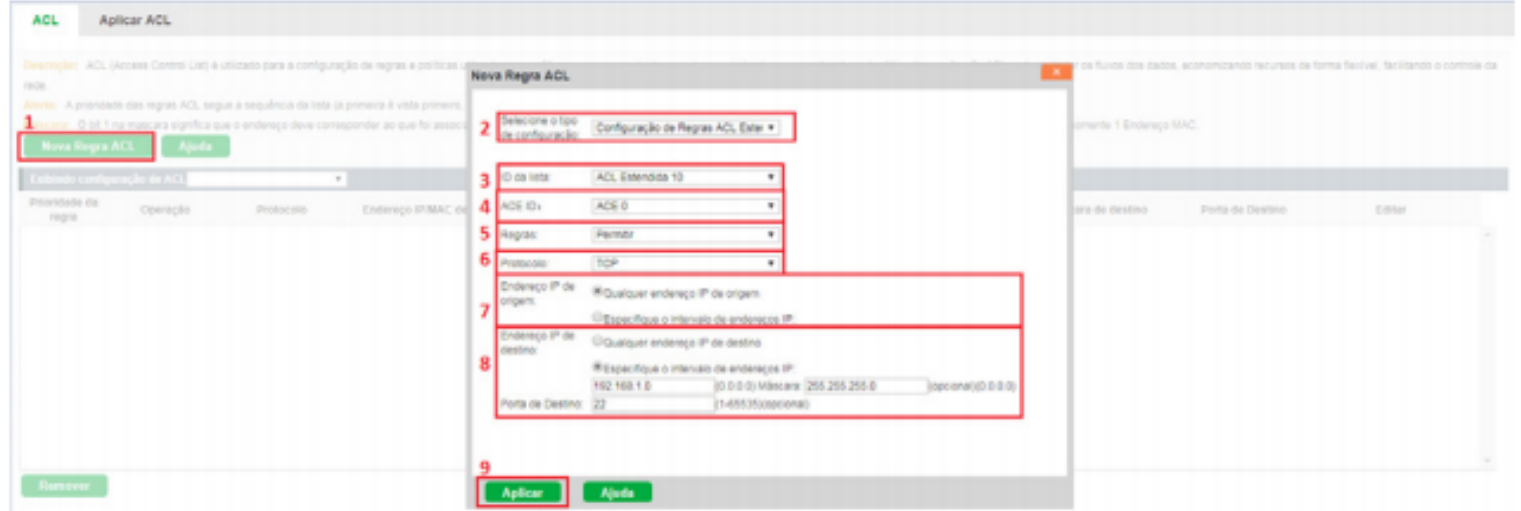 ACL Aplicar ACL
Descrição: ACL (Access Control List) é utilizado para a configuração de regras e políticas os fluxos dos dados, economizando recursos de forma flexível, facilitando o controle da
rede.
Alerta: A prioridade das regras ACL segue a sequência da lista (a primeira é vista primeiro,
O bit 1 na máscara significa que o endereço deve corresponder ao que foi somente 1 Endereço MAC.
1
Nova Regra ACL Ajuda
Exibindo configuração de ACL
Prioridade da regra Operação Protocolo Endereço IP/MAC de de destino Porta de Destino Editar
Remover
Nova Regra ACL
x
2 Selecione o tipo de configuração: Configuração de Regras ACL Esten
3 ID da lista: ACL Estendida 10
4 ACE ID: ACE 0
5 Regras: Permitir
6 Protocolo: TCP
7 Endereço IP de origem: Qualquer endereço IP de origem
Especifique o intervalo de endereços IP
8 Endereço IP de destino: Qualquer endereço IP de destino
Especifique o intervalo de endereços IP
192.168.1.0 (0.0.0.0) Máscara: 255.255.255.0 (opcional)(0.0.0.0)
Porta de Destino: 22 (1-65535)(opcional)
9
Aplicar Ajuda